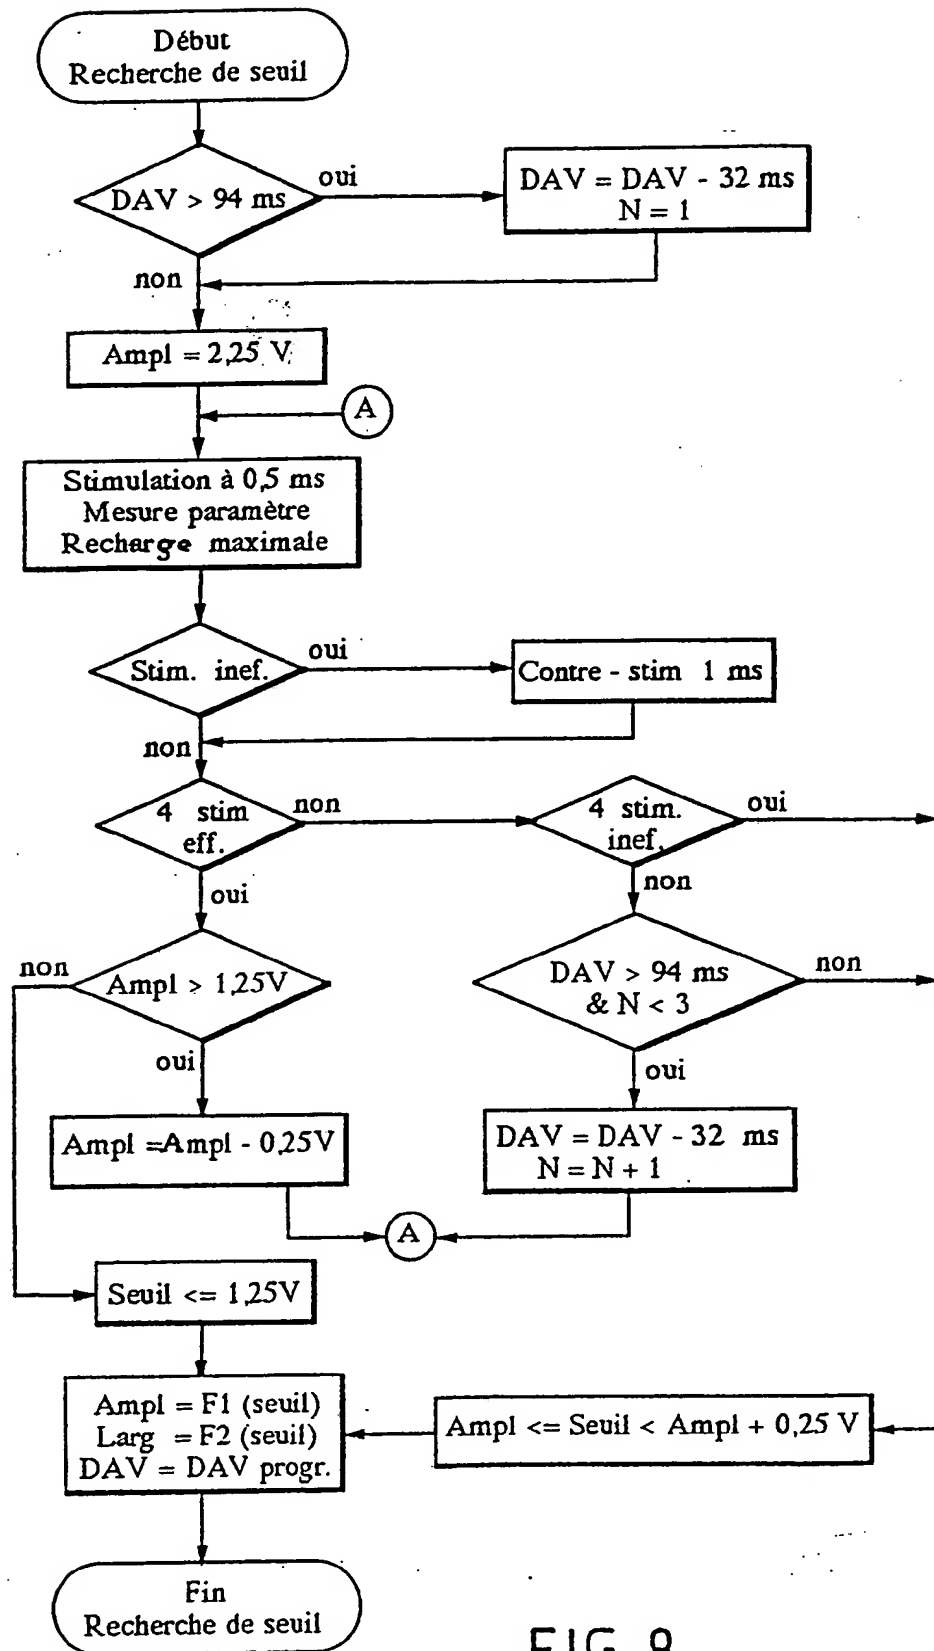 Début
Recherche de seuil
DAV > 94 ms
oui
DAV = DAV - 32 ms
N = 1
non
Ampl = 2,25 V
A
Stimulation à 0,5 ms
Mesure paramètre
Recharge maximale
Stim. inef.
oui
Contre - stim 1 ms
non
4 stim
eff.
non
4 stim.
inef.
oui
oui
non
non
Ampl > 1,25V
DAV > 94 ms
& N < 3
non
oui
oui
Ampl =Ampl - 0,25V
DAV = DAV - 32 ms
N = N + 1
A
Seuil <= 1,25V
Ampl = F1 (seuil)
Larg = F2 (seuil)
DAV = DAV progr.
Ampl <= Seuil < Ampl + 0,25 V
Fin
Recherche de seuil